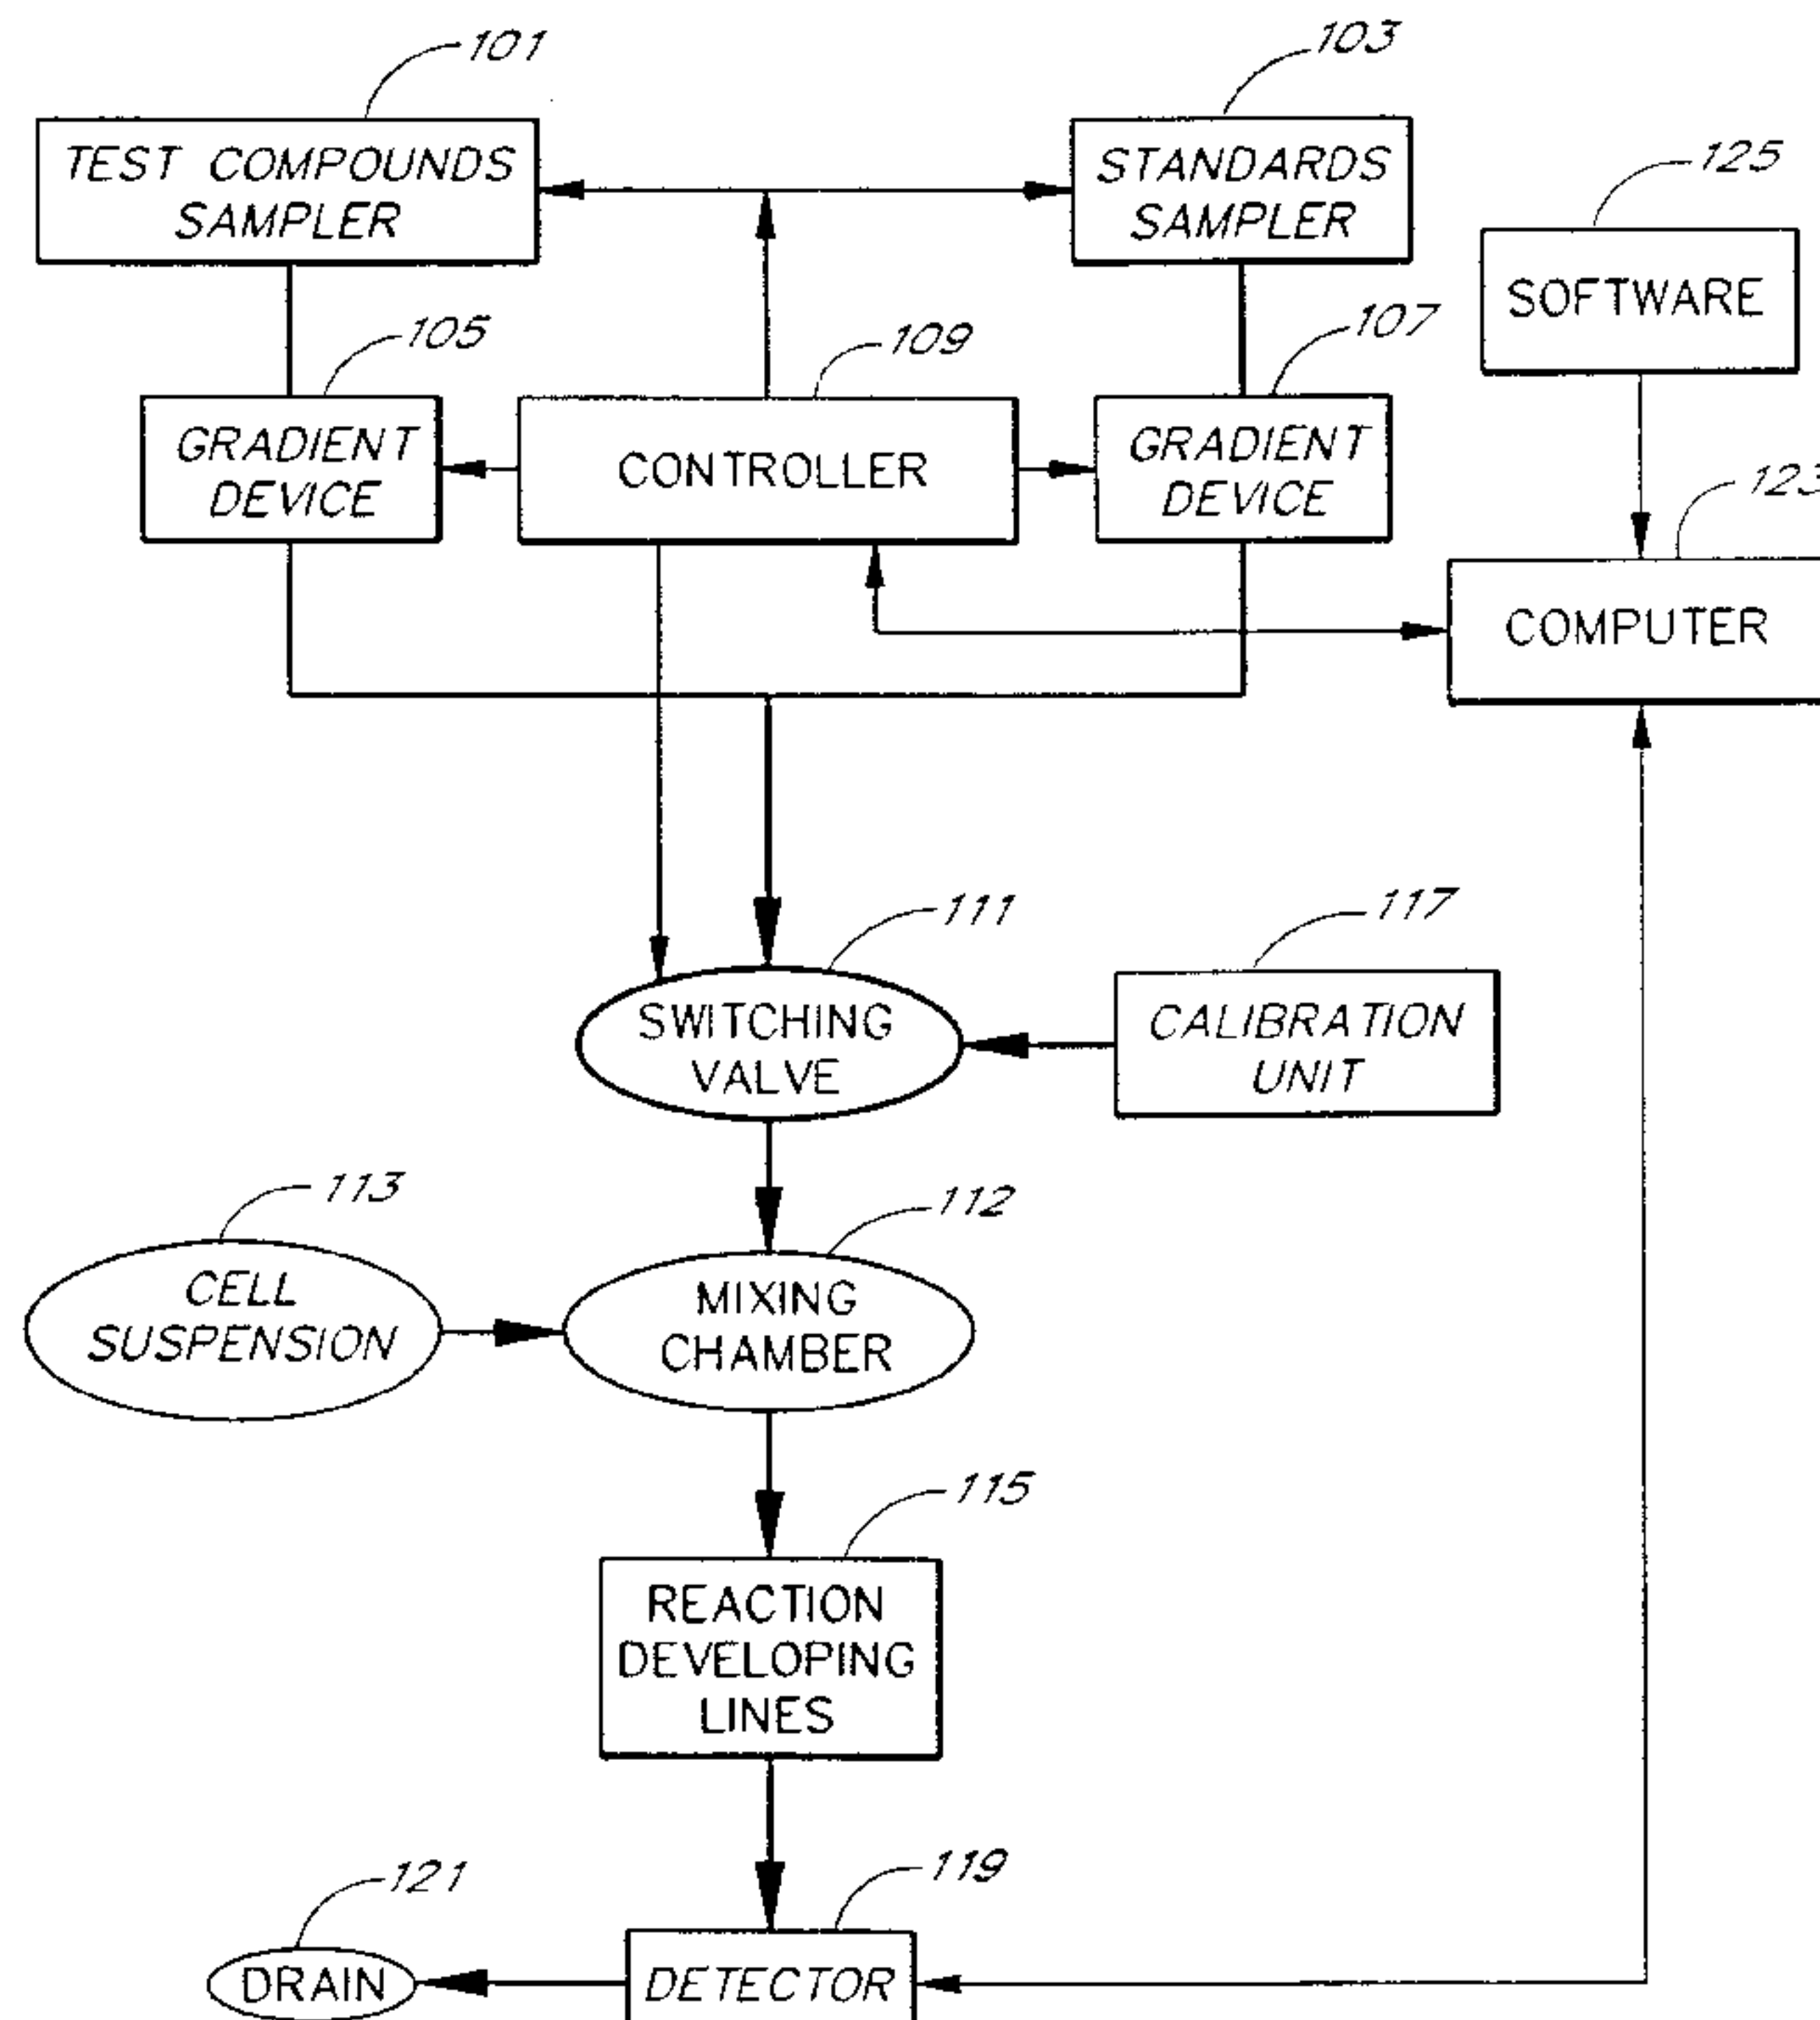 101
103
TEST COMPOUNDS
SAMPLER
STANDARDS
SAMPLER
125
SOFTWARE
105
109
107
GRADIENT
DEVICE
CONTROLLER
GRADIENT
DEVICE
123
COMPUTER
111
117
SWITCHING
VALVE
CALIBRATION
UNIT
113
112
CELL
SUSPENSION
MIXING
CHAMBER
115
REACTION
DEVELOPING
LINES
121
119
DRAIN
DETECTOR